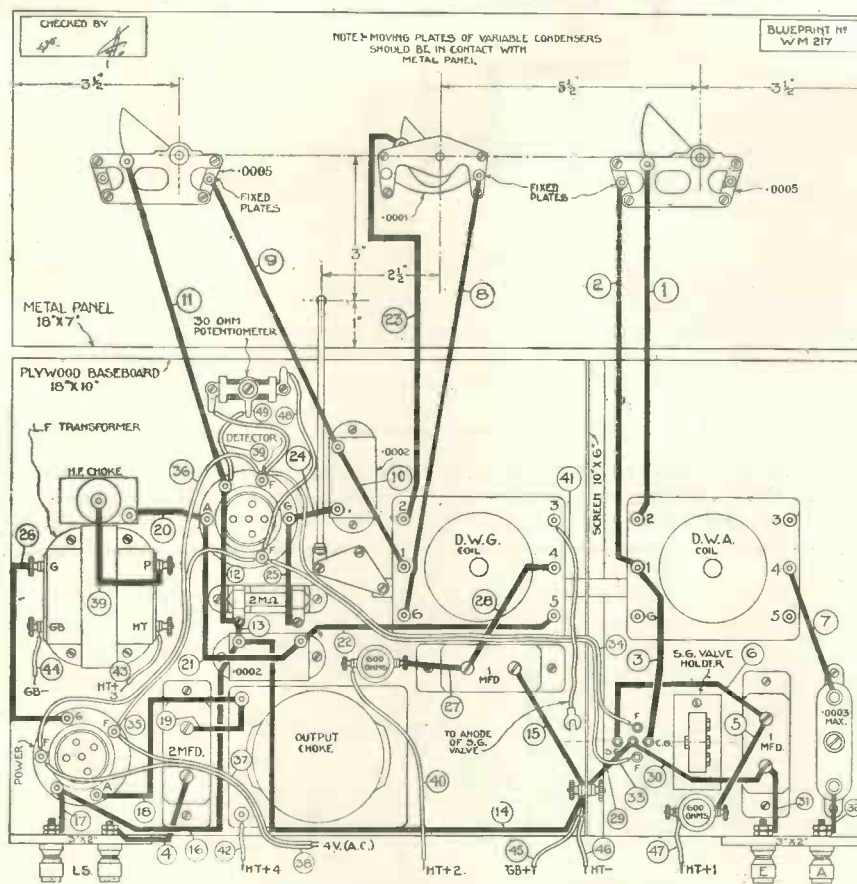 CHECKED BY
NOTE:- MOVING PLATES OF VARIABLE CONDENSERS
SHOULD BE IN CONTACT WITH
METAL PANEL
BLUEPRINT Nº
WM 217
3½"
5½"
3½"
·0005
FIXED
PLATES
·0001
FIXED
PLATES
·0005
3"
2½"
1"
9
11
8
23
2
1
METAL PANEL
18"X7"
30 OHM
POTENTIOMETER
PLYWOOD BASEBOARD
18"X10"
L.F TRANSFORMER
H.F. CHOKE
DETECTOR
49
48
36
39
F
24
·0002
10
41
SCREEN 10"X6"
20
A
G
F
2
1
6
D.W.G.
COIL
3
4
5
2
1
6
D.W.A.
COIL
3
4
5
26
G
P
39
GB
HT
12
25
2MΩ
13
28
34
3
7
44
43
GB-
HT+
3
21
·0002
22
600
OHMS
27
1
MFD
S.G. VALVE
HOLDER
6
G
35
F
19
2MFD.
OUTPUT
CHOKE
TO ANODE
OF S.G.
VALVE
15
S
F
C.G.
F
30
5
1
MFD.
·0003
MAX.
POWER
F
A
37
40
33
29
600
OHMS
31
32
17
18
14
3"X2"
4
16
42
38
4V.(A.C.)
3"X2"
L.S.
HT+4
HT+2.
45
GB+
46
HT-
47
HT+1
E
A